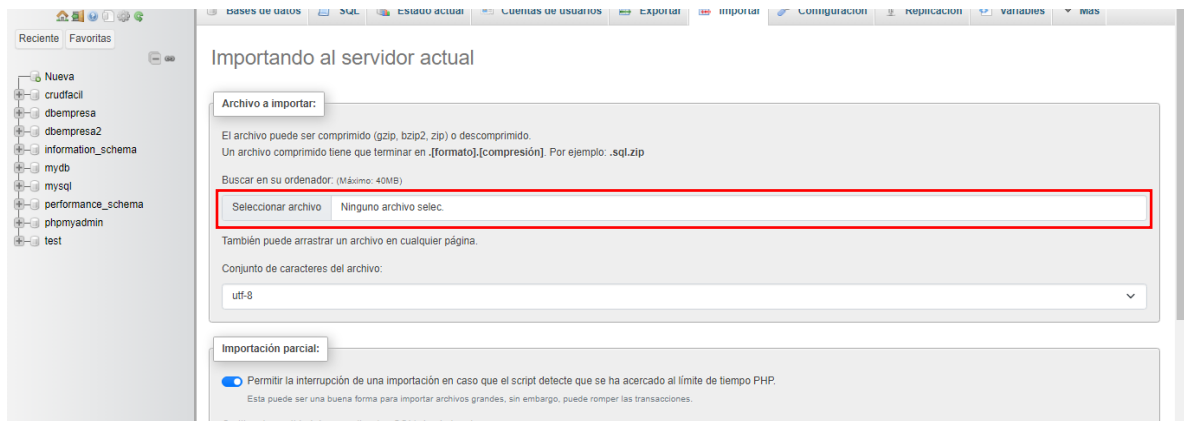 Bases de datos SQL Estado actual Cuentas de usuarios Exportar Importar Configuración Replicación Variables Más
Reciente Favoritas
Nueva
crudfacil
dbempresa
dbempresa2
information_schema
mydb
mysql
performance_schema
phpmyadmin
test
Importando al servidor actual
Archivo a importar:
El archivo puede ser comprimido (gzip, bzip2, zip) o descomprimido.
Un archivo comprimido tiene que terminar en .[formato].[compresión]. Por ejemplo: .sql.zip
Buscar en su ordenador: (Máximo: 40MB)
Seleccionar archivo Ninguno archivo selec.
También puede arrastrar un archivo en cualquier página.
Conjunto de caracteres del archivo:
utf-8
Importación parcial:
Permitir la interrupción de una importación en caso que el script detecte que se ha acercado al límite de tiempo PHP.
Esta puede ser una buena forma para importar archivos grandes, sin embargo, puede romper las transacciones.